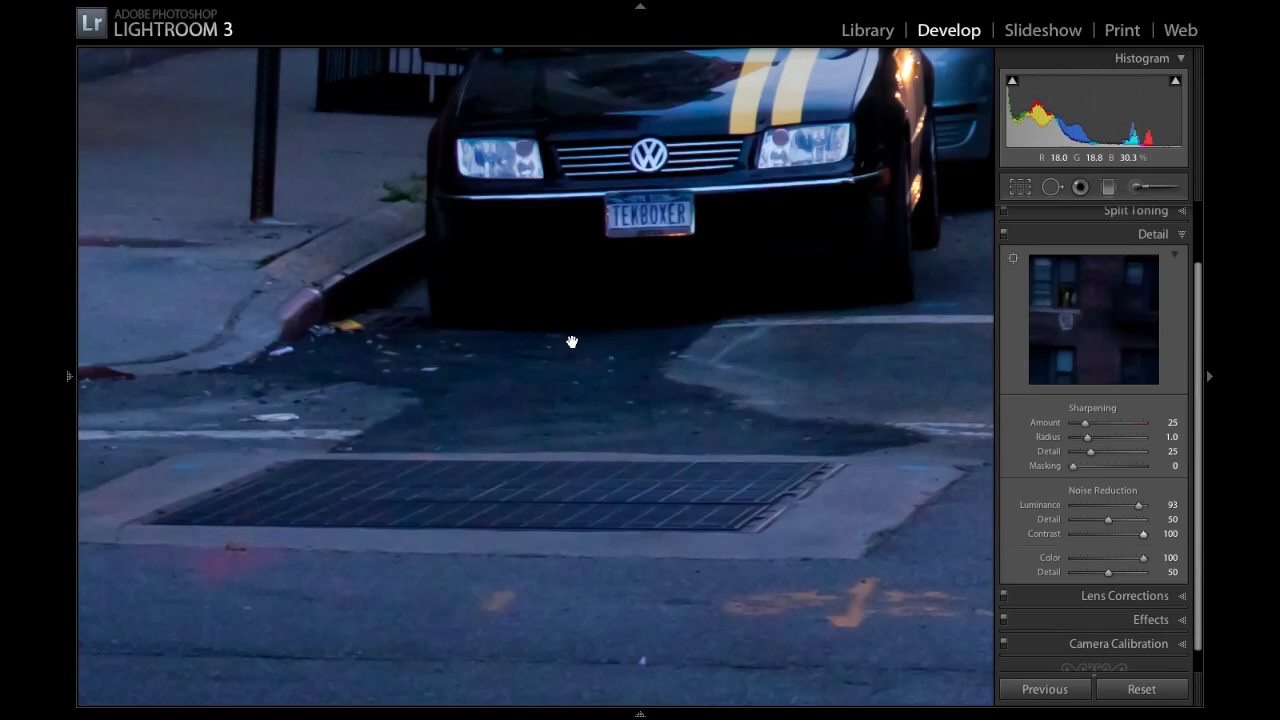 Lr
ADOBE PHOTOSHOP
LIGHTROOM 3
Library | Develop | Slideshow | Print | Web
Histogram
R 18.0 G 18.8 B 30.3 %
Split Toning
Detail
Sharpening
Amount 25
Radius 1.0
Detail 25
Masking 0
Noise Reduction
Luminance 93
Detail 50
Contrast 100
Color 100
Detail 50
Lens Corrections
Effects
Camera Calibration
Previous Reset
VW
TEKBOXER